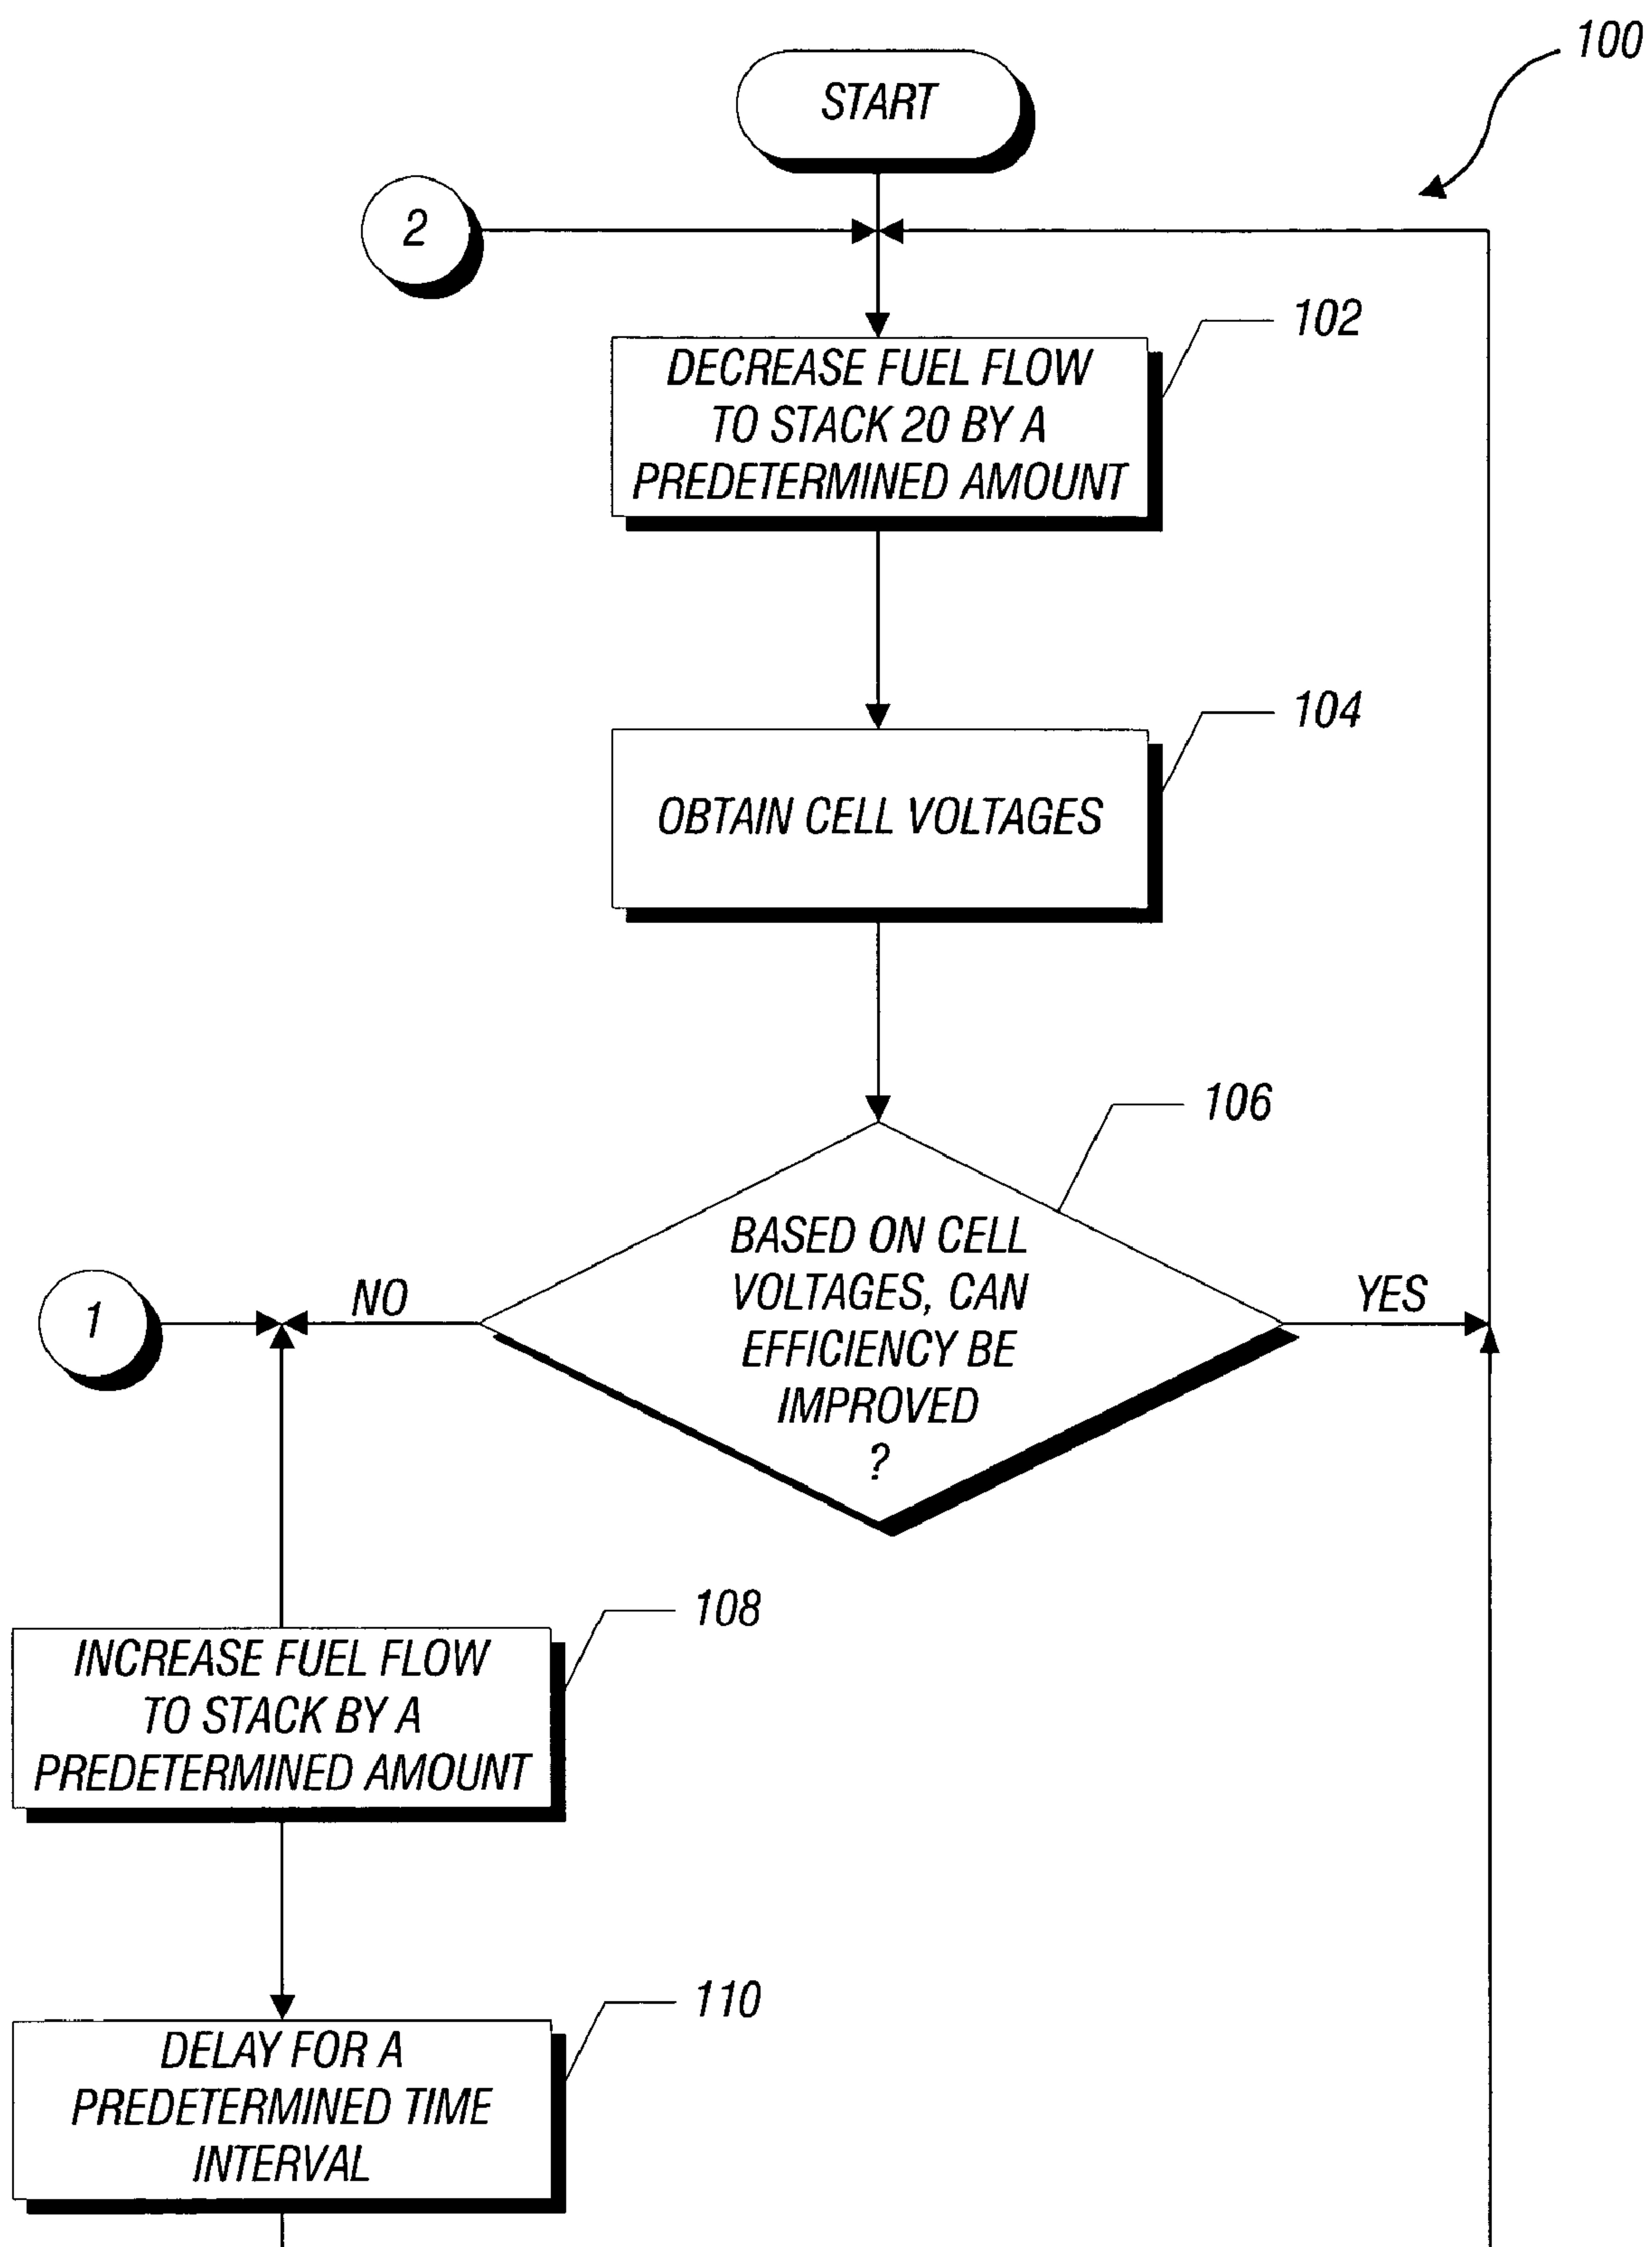 100
START
2
102
DECREASE FUEL FLOW
TO STACK 20 BY A
PREDETERMINED AMOUNT
104
OBTAIN CELL VOLTAGES
106
BASED ON CELL
VOLTAGES, CAN
EFFICIENCY BE
IMPROVED
?
1
NO
YES
108
INCREASE FUEL FLOW
TO STACK BY A
PREDETERMINED AMOUNT
110
DELAY FOR A
PREDETERMINED TIME
INTERVAL